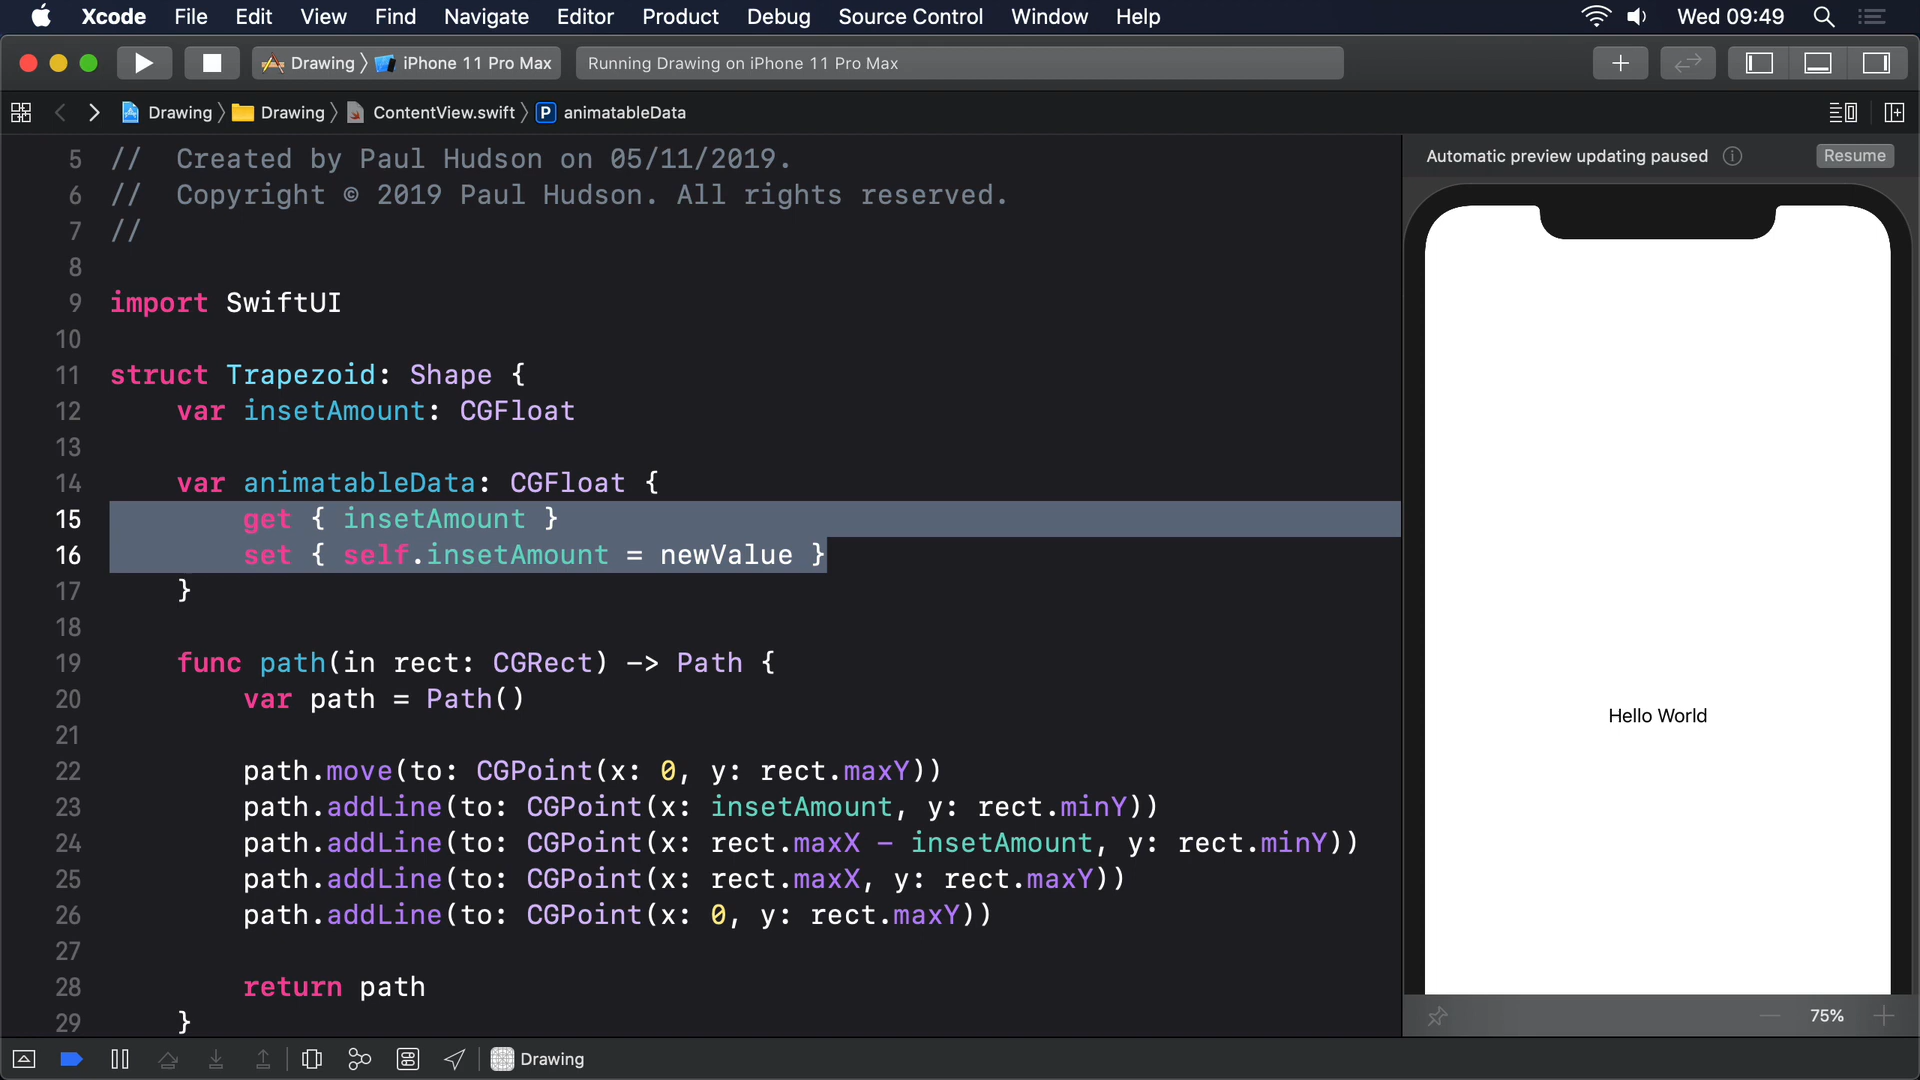 Xcode File Edit View Find Navigate Editor Product Debug Source Control Window Help Wed 09:49
Drawing iPhone 11 Pro Max Running Drawing on iPhone 11 Pro Max
Drawing Drawing ContentView.swift P animatableData
Automatic preview updating paused Resume
5 // Created by Paul Hudson on 05/11/2019.
6 // Copyright © 2019 Paul Hudson. All rights reserved.
7 //
8
9 import SwiftUI
10
11 struct Trapezoid: Shape {
12 var insetAmount: CGFloat
13
14 var animatableData: CGFloat {
15 get { insetAmount }
16 set { self.insetAmount = newValue }
17 }
18
19 func path(in rect: CGRect) -> Path {
20 var path = Path()
21
22 path.move(to: CGPoint(x: 0, y: rect.maxY))
23 path.addLine(to: CGPoint(x: insetAmount, y: rect.minY))
24 path.addLine(to: CGPoint(x: rect.maxX - insetAmount, y: rect.minY))
25 path.addLine(to: CGPoint(x: rect.maxX, y: rect.maxY))
26 path.addLine(to: CGPoint(x: 0, y: rect.maxY))
27
28 return path
29 }
Hello World
75%
Drawing